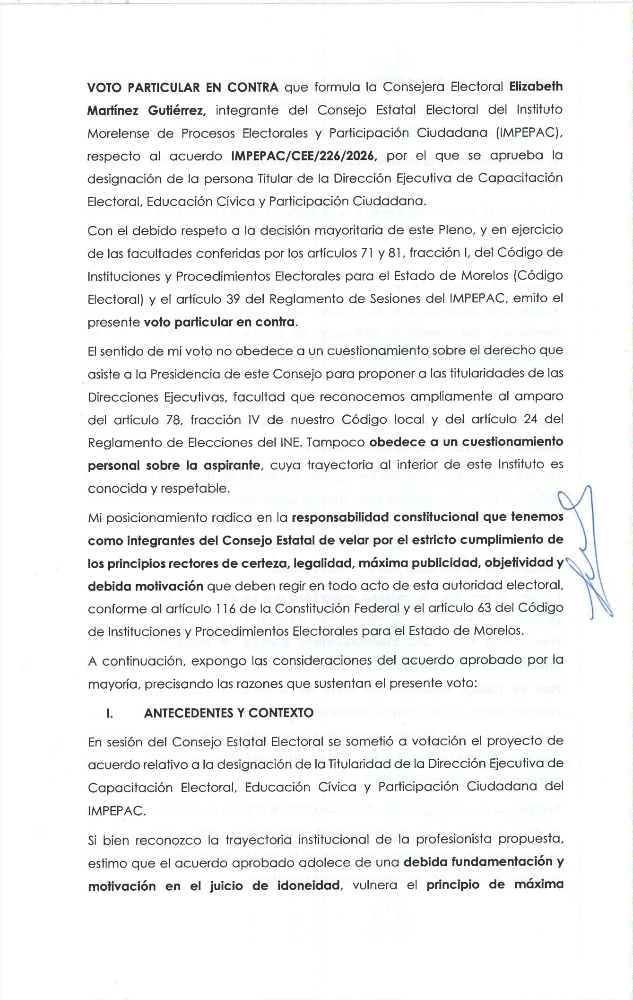 VOTO PARTICULAR EN CONTRA que formula la Consejera Electoral Elizabeth
Martínez Gutiérrez, integrante del Consejo Estatal Electoral del Instituto
Morelense de Procesos Electorales y Participación Ciudadana (IMPEPAC),
respecto al acuerdo IMPEPAC/CEE/226/2026, por el que se aprueba la
designación de la persona Titular de la Dirección Ejecutiva de Capacitación
Electoral, Educación Cívica y Participación Ciudadana.
Con el debido respeto a la decisión mayoritaria de este Pleno, y en ejercicio
de las facultades conferidas por los artículos 71 y 81, fracción I, del Código de
Instituciones y Procedimientos Electorales para el Estado de Morelos (Código
Electoral) y el artículo 39 del Reglamento de Sesiones del IMPEPAC, emito el
presente voto particular en contra.
El sentido de mi voto no obedece a un cuestionamiento sobre el derecho que
asiste a la Presidencia de este Consejo para proponer a las titularidades de las
Direcciones Ejecutivas, facultad que reconocemos ampliamente al amparo
del artículo 78, fracción IV de nuestro Código local y del artículo 24 del
Reglamento de Elecciones del INE. Tampoco obedece a un cuestionamiento
personal sobre la aspirante, cuya trayectoria al interior de este Instituto es
conocida y respetable.
Mi posicionamiento radica en la responsabilidad constitucional que tenemos
como integrantes del Consejo Estatal de velar por el estricto cumplimiento de
los principios rectores de certeza, legalidad, máxima publicidad, objetividad y
debida motivación que deben regir en todo acto de esta autoridad electoral,
conforme al artículo 116 de la Constitución Federal y el artículo 63 del Código
de Instituciones y Procedimientos Electorales para el Estado de Morelos.
A continuación, expongo las consideraciones del acuerdo aprobado por la
mayoría, precisando las razones que sustentan el presente voto:
I. ANTECEDENTES Y CONTEXTO
En sesión del Consejo Estatal Electoral se sometió a votación el proyecto de
acuerdo relativo a la designación de la Titularidad de la Dirección Ejecutiva de
Capacitación Electoral, Educación Cívica y Participación Ciudadana del
IMPEPAC.
Si bien reconozco la trayectoria institucional de la profesionista propuesta,
estimo que el acuerdo aprobado adolece de una debida fundamentación y
motivación en el juicio de idoneidad, vulnera el principio de máxima